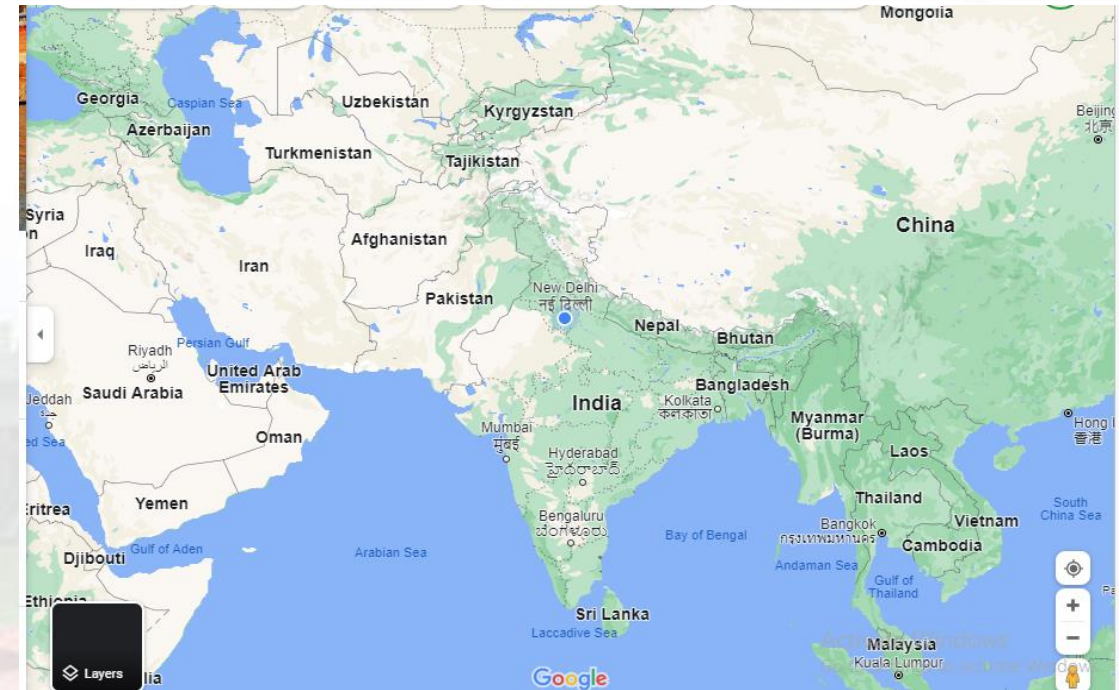 Mongolia
Georgia
Caspian Sea
Uzbekistan
Kyrgyzstan
Beijing
北京
Azerbaijan
Turkmenistan
Tajikistan
Syria
Iraq
Iran
Afghanistan
China
Pakistan
New Delhi
नई दिल्ली
Nepal
Bhutan
Persian Gulf
Riyadh
الرياض
United Arab
Emirates
Saudi Arabia
Jeddah
جدة
India
Bangladesh
Kolkata
কলকাতা
Mumbai
मुंबई
Myanmar
(Burma)
Hong
香港
Oman
Hyderabad
హైదరాబాద్
Laos
Yemen
Thailand
South
China Sea
Bengaluru
ಬೆಂಗಳೂರು
Bangkok
กรุงเทพมหานคร
Vietnam
Bay of Bengal
Djibouti
Gulf of Aden
Arabian Sea
Cambodia
Andaman Sea
Gulf of
Thailand
Sri Lanka
Laccadive Sea
Malaysia
Kuala Lumpur
Layers
Google